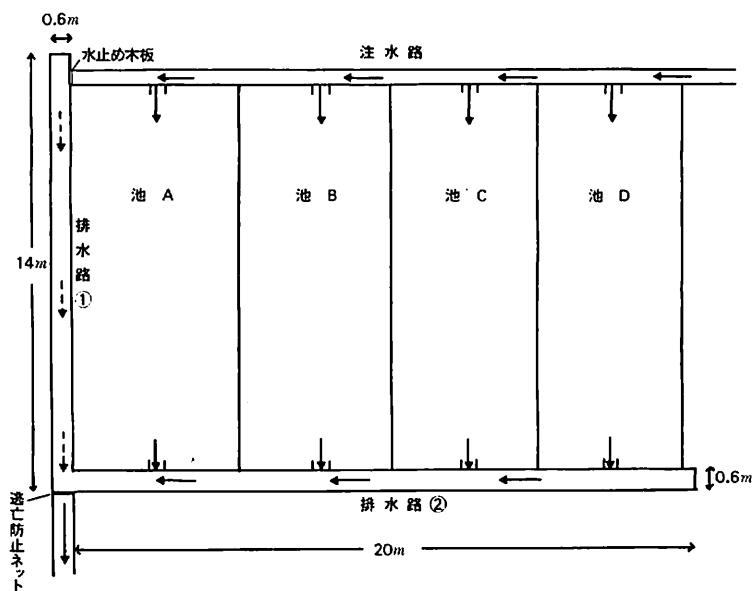 0.6m
水止め木板
注水路
池 A
池 B
池 C
池 D
排水路①
14m
0.6m
排水路②
逃亡防止ネット
20m